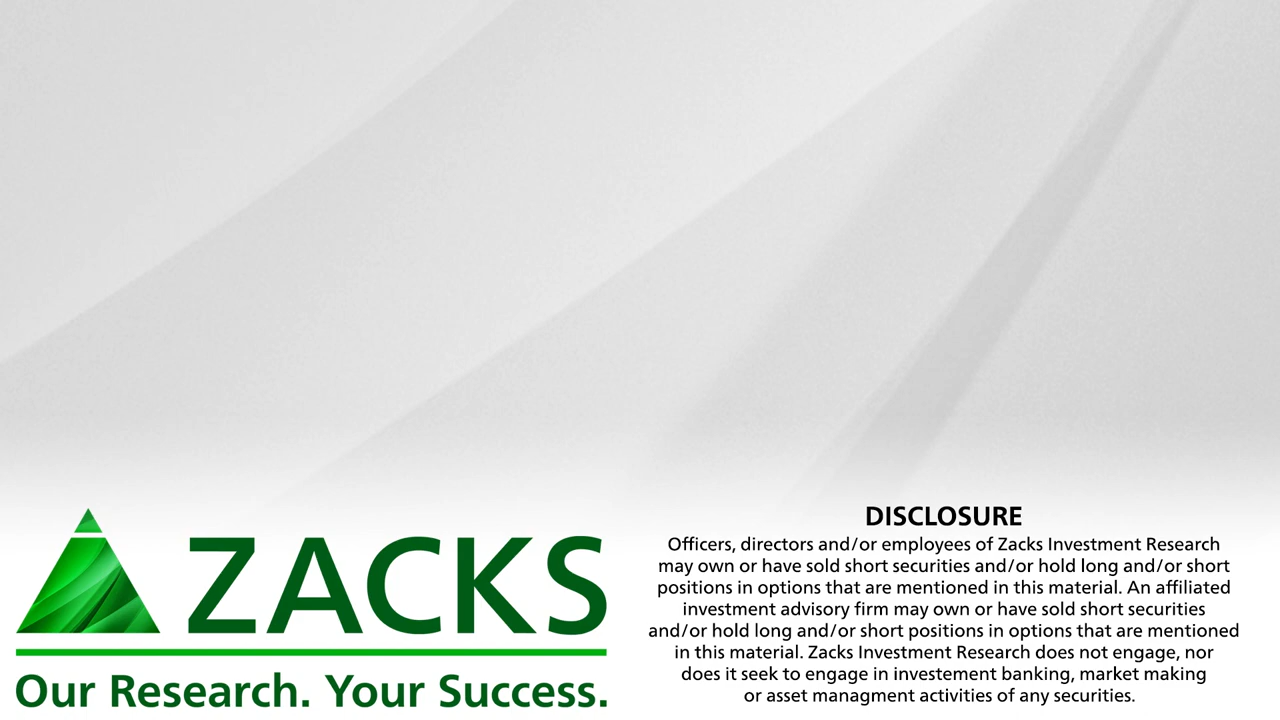 ZACKS
Our Research. Your Success.
DISCLOSURE
Officers, directors and/or employees of Zacks Investment Research
may own or have sold short securities and/or hold long and/or short
positions in options that are mentioned in this material. An affiliated
investment advisory firm may own or have sold short securities
and/or hold long and/or short positions in options that are mentioned
in this material. Zacks Investment Research does not engage, nor
does it seek to engage in investement banking, market making
or asset managment activities of any securities.